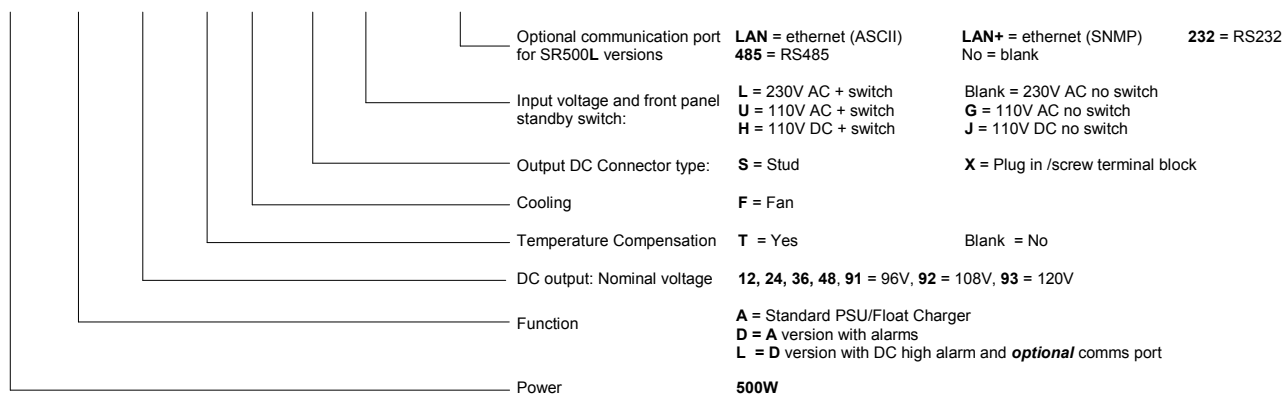 Optional communication port for SR500L versions LAN = ethernet (ASCII) LAN+ = ethernet (SNMP) 232 = RS232
485 = RS485 No = blank
Input voltage and front panel standby switch: L = 230V AC + switch Blank = 230V AC no switch
U = 110V AC + switch G = 110V AC no switch
H = 110V DC + switch J = 110V DC no switch
Output DC Connector type: S = Stud X = Plug in /screw terminal block
Cooling F = Fan
Temperature Compensation T = Yes Blank = No
DC output: Nominal voltage 12, 24, 36, 48, 91 = 96V, 92 = 108V, 93 = 120V
Function A = Standard PSU/Float Charger
D = A version with alarms
L = D version with DC high alarm and optional comms port
Power 500W